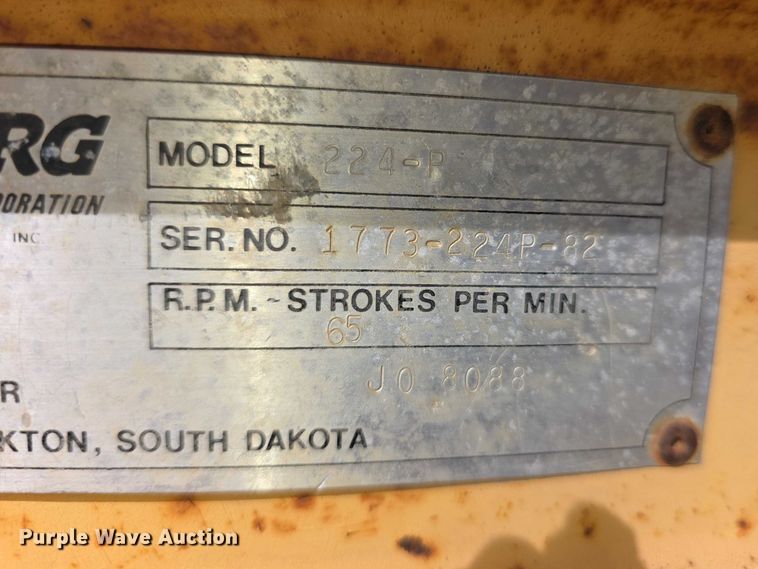 RG
MODEL 224-P
ORATION
INC
SER. NO. 1773-224P-82
R.P.M. - STROKES PER MIN.
65
JO 8088
R
KTON, SOUTH DAKOTA
Purple Wave Auction